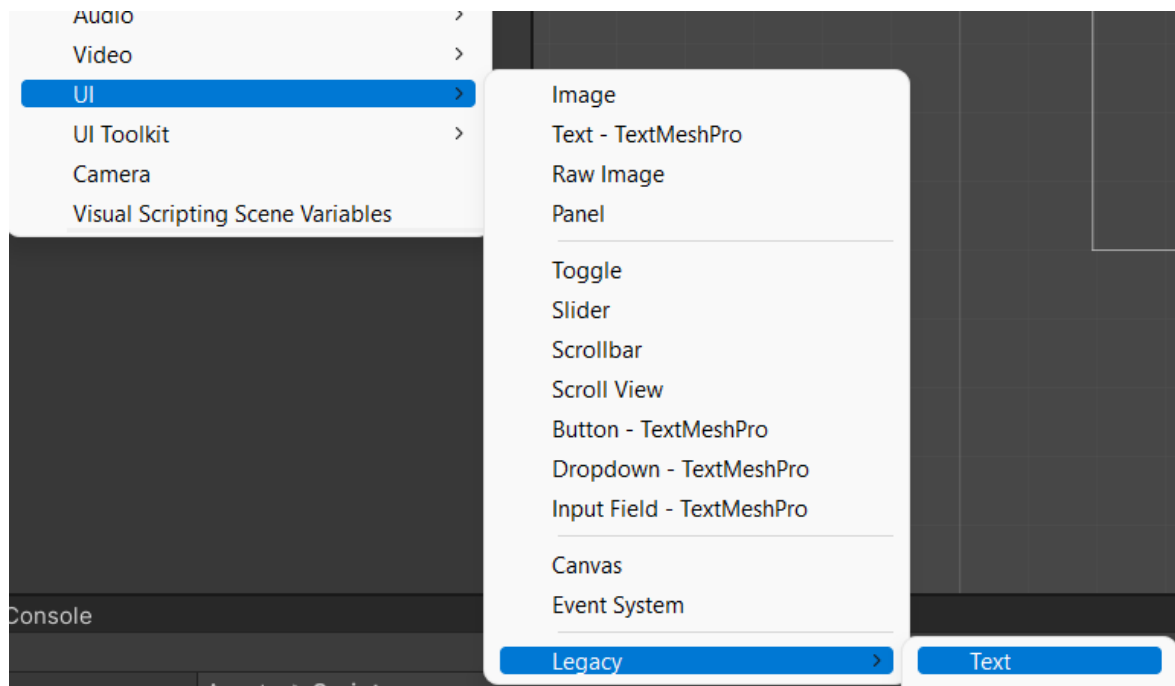 Audio
Video
UI
UI Toolkit
Camera
Visual Scripting Scene Variables
Image
Text - TextMeshPro
Raw Image
Panel
Toggle
Slider
Scrollbar
Scroll View
Button - TextMeshPro
Dropdown - TextMeshPro
Input Field - TextMeshPro
Canvas
Event System
Legacy
Text
Console